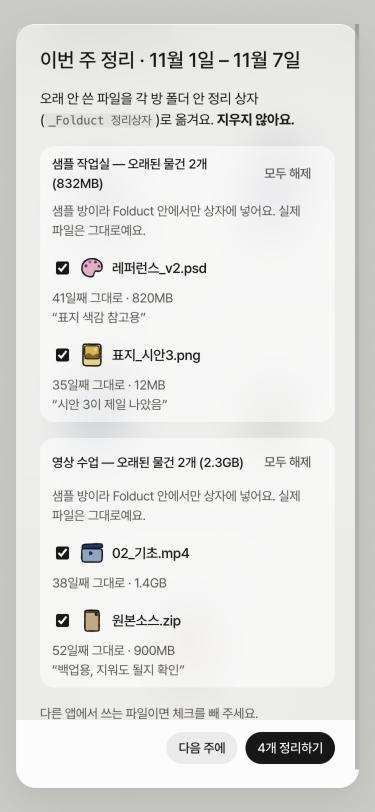 이번 주 정리 · 11월 1일 – 11월 7일
오래 안 쓴 파일을 각 방 폴더 안 정리 상자
(_Folduct 정리상자)로 옮겨요. 지우지 않아요.
샘플 작업실 — 오래된 물건 2개
(832MB)
모두 해제
샘플 방이라 Folduct 안에서만 상자에 넣어요. 실제
파일은 그대로예요.
레퍼런스_v2.psd
41일째 그대로 · 820MB
“표지 색감 참고용”
표지_시안3.png
35일째 그대로 · 12MB
“시안 3이 제일 나았음”
영상 수업 — 오래된 물건 2개 (2.3GB)
모두 해제
샘플 방이라 Folduct 안에서만 상자에 넣어요. 실제
파일은 그대로예요.
02_기초.mp4
38일째 그대로 · 1.4GB
원본소스.zip
52일째 그대로 · 900MB
“백업용, 지워도 될지 확인”
다른 앱에서 쓰는 파일이면 체크를 빼 주세요.
다음 주에
4개 정리하기